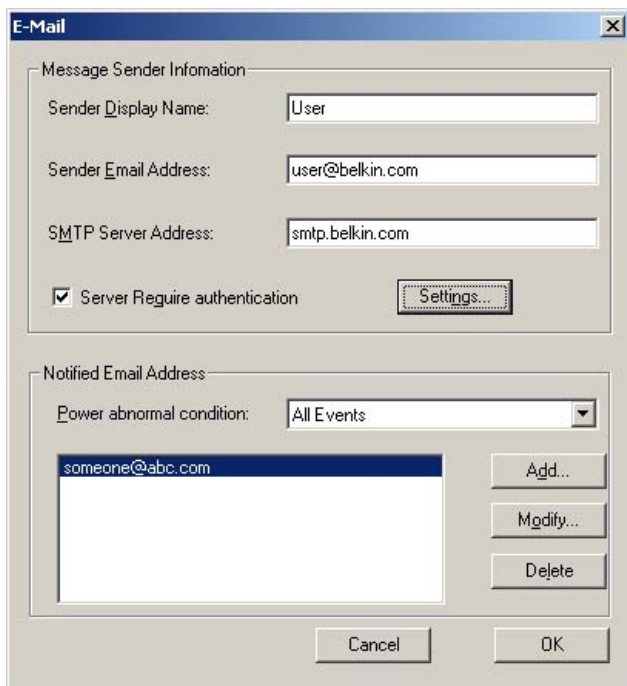 E-Mail
Message Sender Infomation
Sender Display Name: User
Sender Email Address: user@belkin.com
SMTP Server Address: smtp.belkin.com
Server Reguire authentication Settings...
Notified Email Address
Power abnormal condition: All Events
someone@abc.com
Add...
Modify...
Delete
Cancel OK